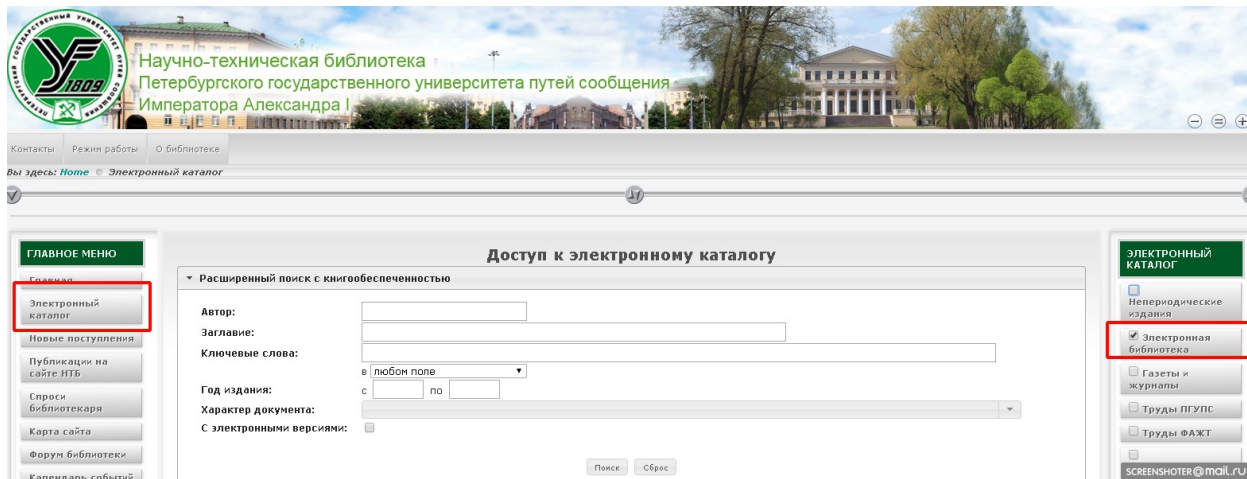 Научно-техническая библиотека
Петербургского государственного университета путей сообщения
Императора Александра I
1809
Контакты Режим работы О библиотеке
Вы здесь: Home © Электронный каталог
ГЛАВНОЕ МЕНЮ
Главная
Электронный
каталог
Новые поступления
Публикации на
сайте НТБ
Спроси
библиотекаря
Карта сайта
Форум библиотеки
Календарь событий
Доступ к электронному каталогу
Расширенный поиск с книгообеспеченностью
Автор:
Заглавие:
Ключевые слова:
в любом поле
Год издания: с по
Характер документа:
С электронными версиями:
Поиск Сброс
ЭЛЕКТРОННЫЙ
КАТАЛОГ
Непериодические
издания
Электронная
библиотека
Газеты и
журналы
Труды ПГУПС
Труды ФАЖТ
SCREENSHOTER@mail.ru